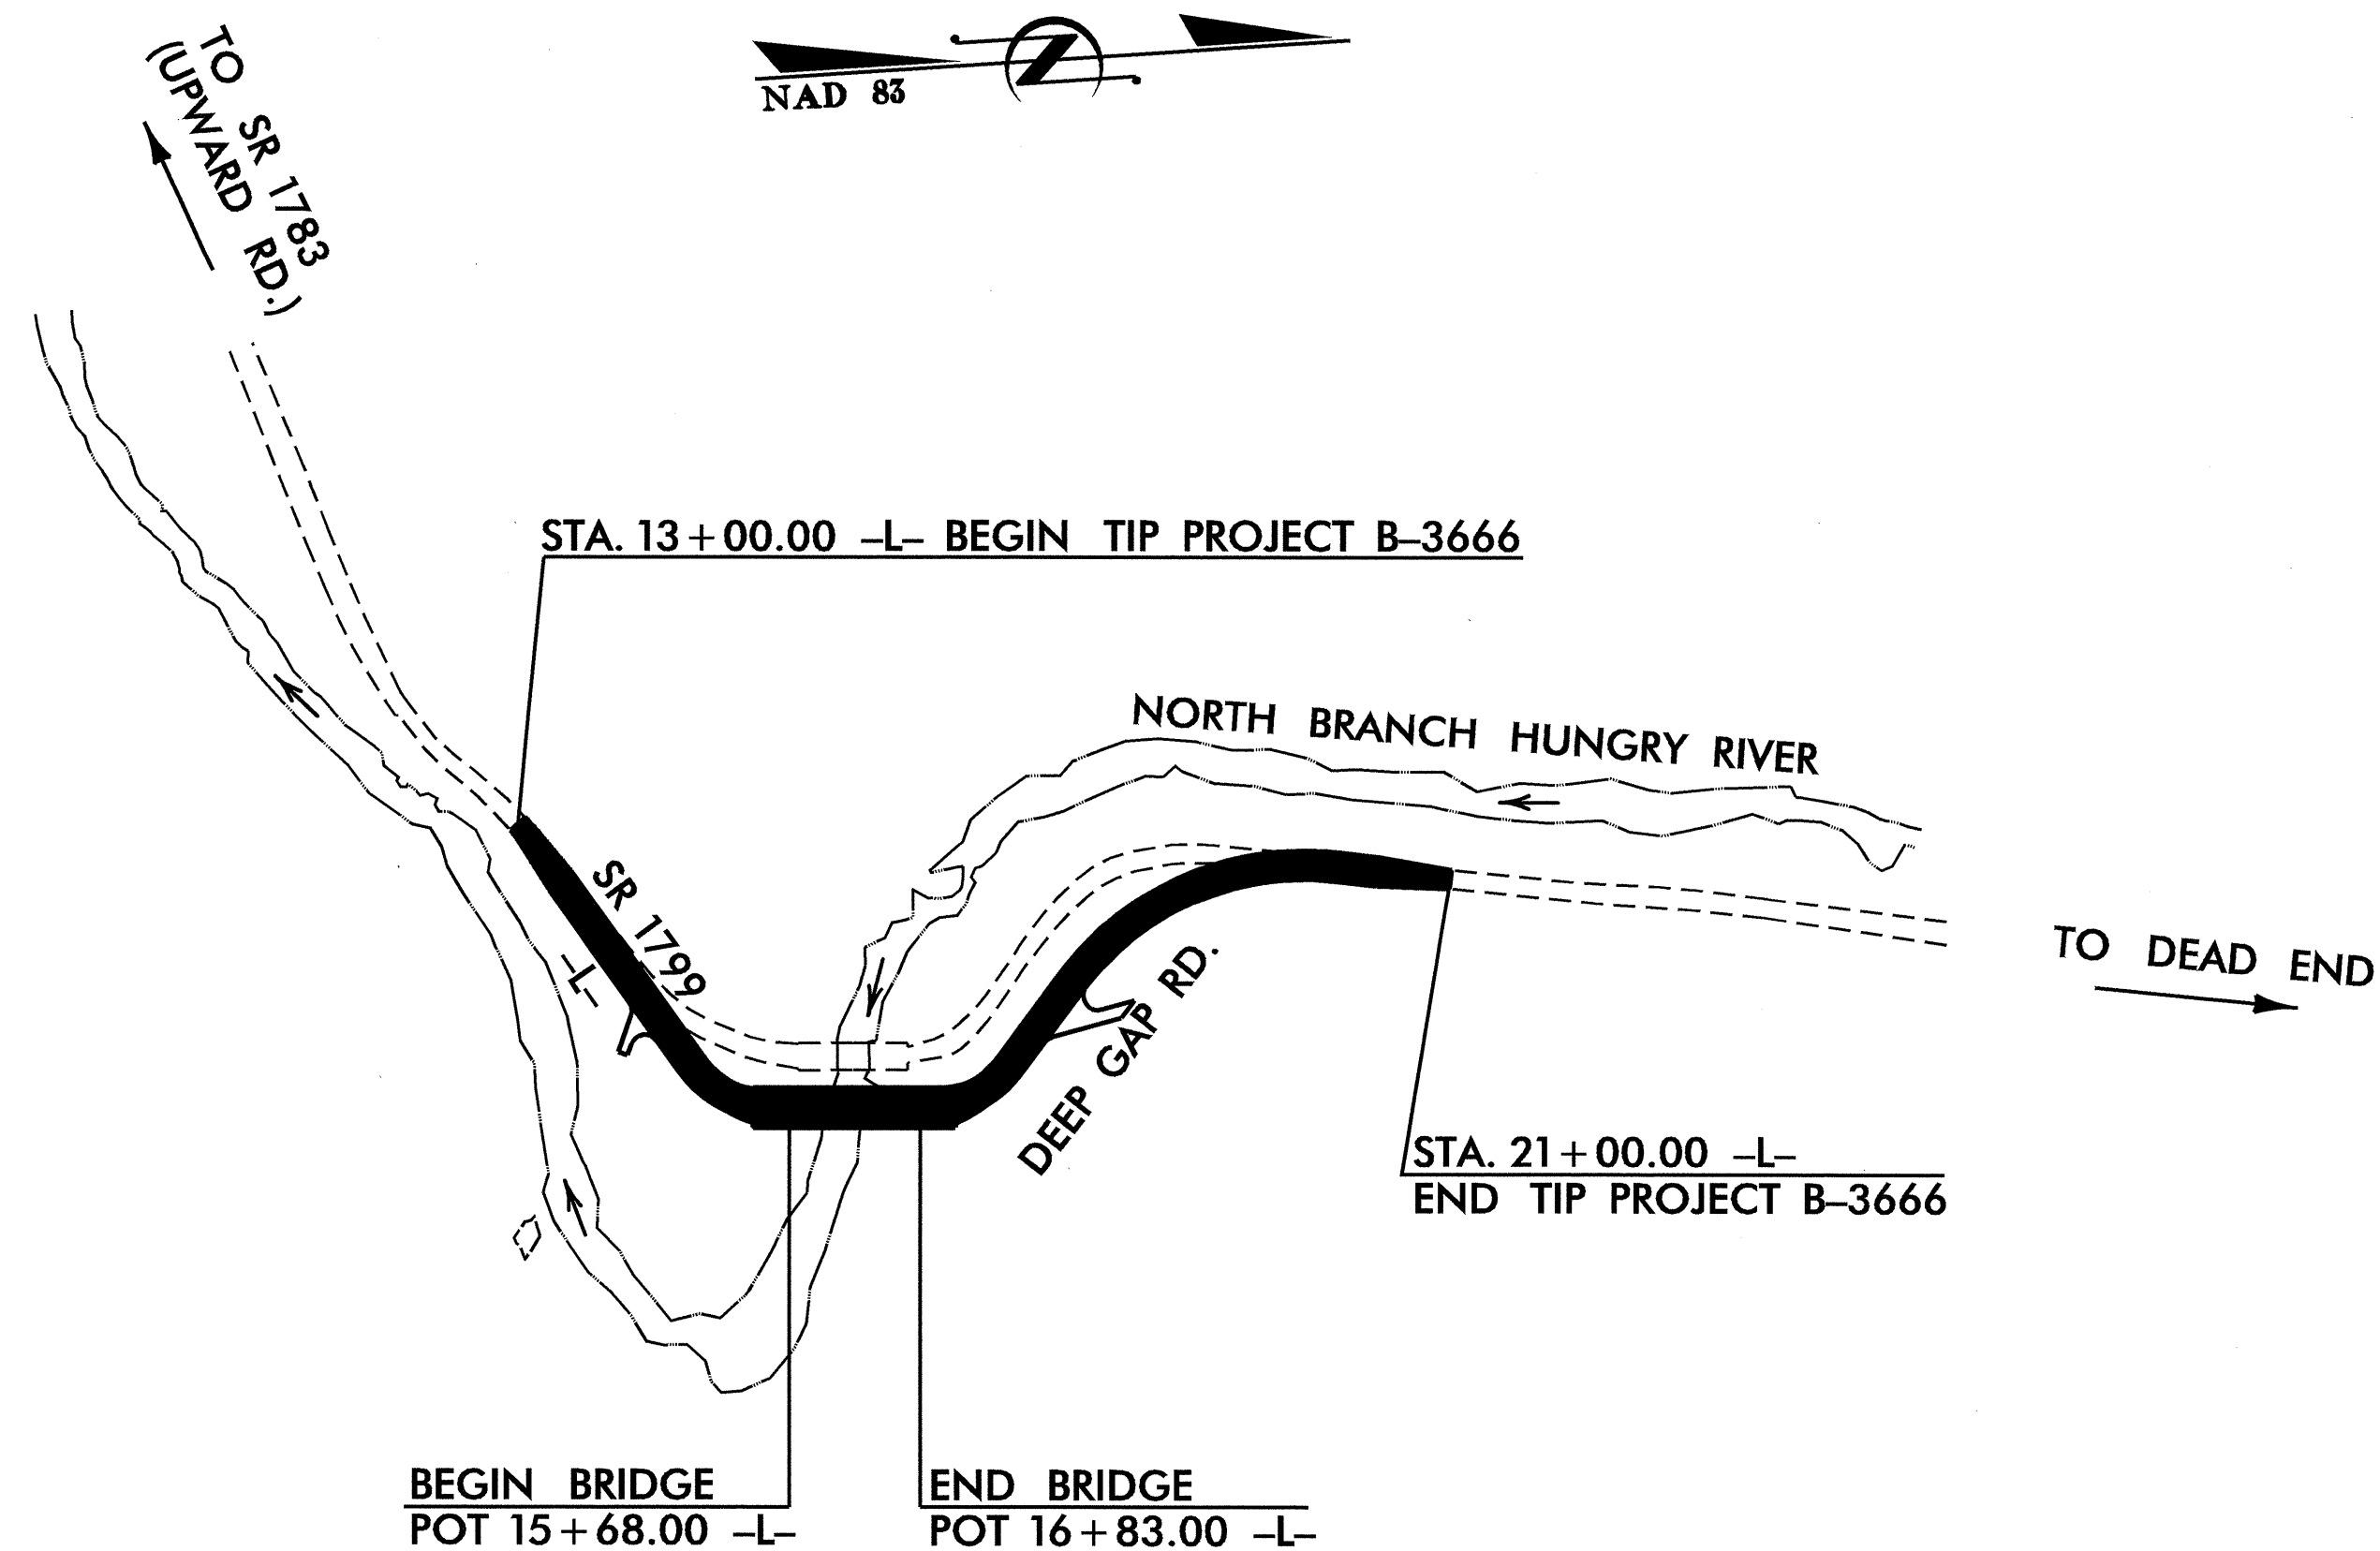 NAD 83
TO SR 1783
(UPWARD RD.)
STA. 13+00.00 –L– BEGIN TIP PROJECT B–3666
NORTH BRANCH HUNGRY RIVER
SR 1799
–L–
DEEP GAP RD.
TO DEAD END
STA. 21+00.00 –L–
END TIP PROJECT B–3666
BEGIN BRIDGE
POT 15+68.00 –L–
END BRIDGE
POT 16+83.00 –L–